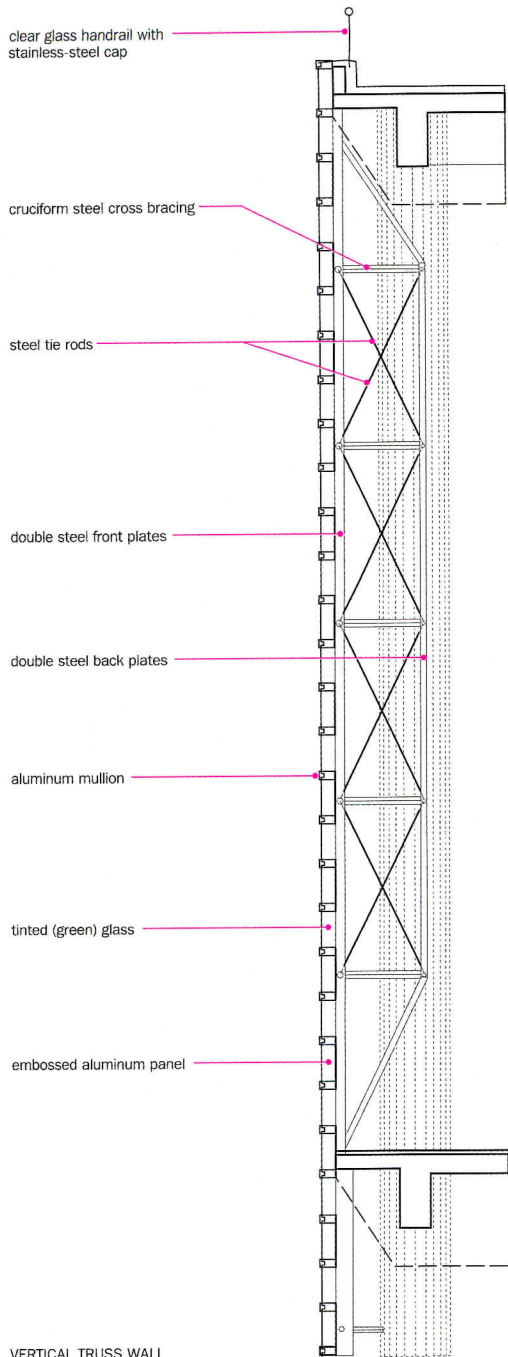 clear glass handrail with
stainless-steel cap
cruciform steel cross bracing
steel tie rods
double steel front plates
double steel back plates
aluminum mullion
tinted (green) glass
embossed aluminum panel
VERTICAL TRUSS WALL